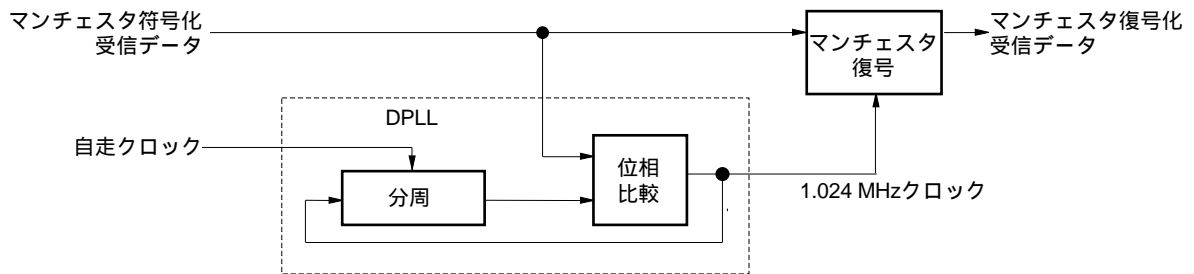 マンチェスタ符号化
受信データ
マンチェスタ
復号
マンチェスタ復号化
受信データ
DPLL
自走クロック
分周
位相
比較
1.024 MHzクロック